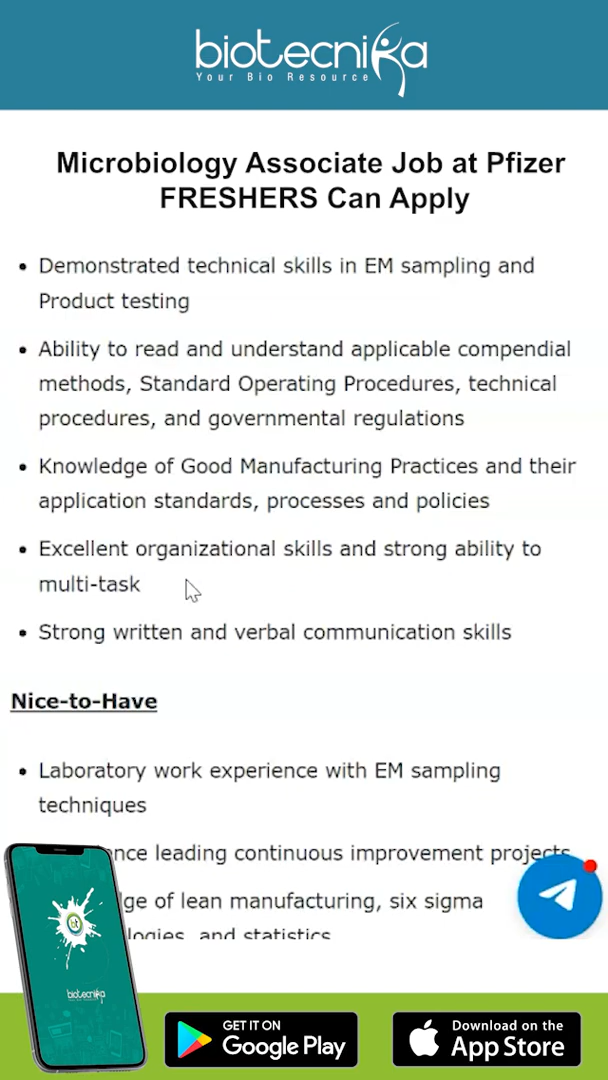 biotecnika
Your Bio Resource
Microbiology Associate Job at Pfizer
FRESHERS Can Apply
• Demonstrated technical skills in EM sampling and
Product testing
• Ability to read and understand applicable compendial
methods, Standard Operating Procedures, technical
procedures, and governmental regulations
• Knowledge of Good Manufacturing Practices and their
application standards, processes and policies
• Excellent organizational skills and strong ability to
multi-task
• Strong written and verbal communication skills
Nice-to-Have
• Laboratory work experience with EM sampling
techniques
leading continuous improvement projects
of lean manufacturing, six sigma
and statistics
bt
biotecnika
GET IT ON
Google Play
Download on the
App Store